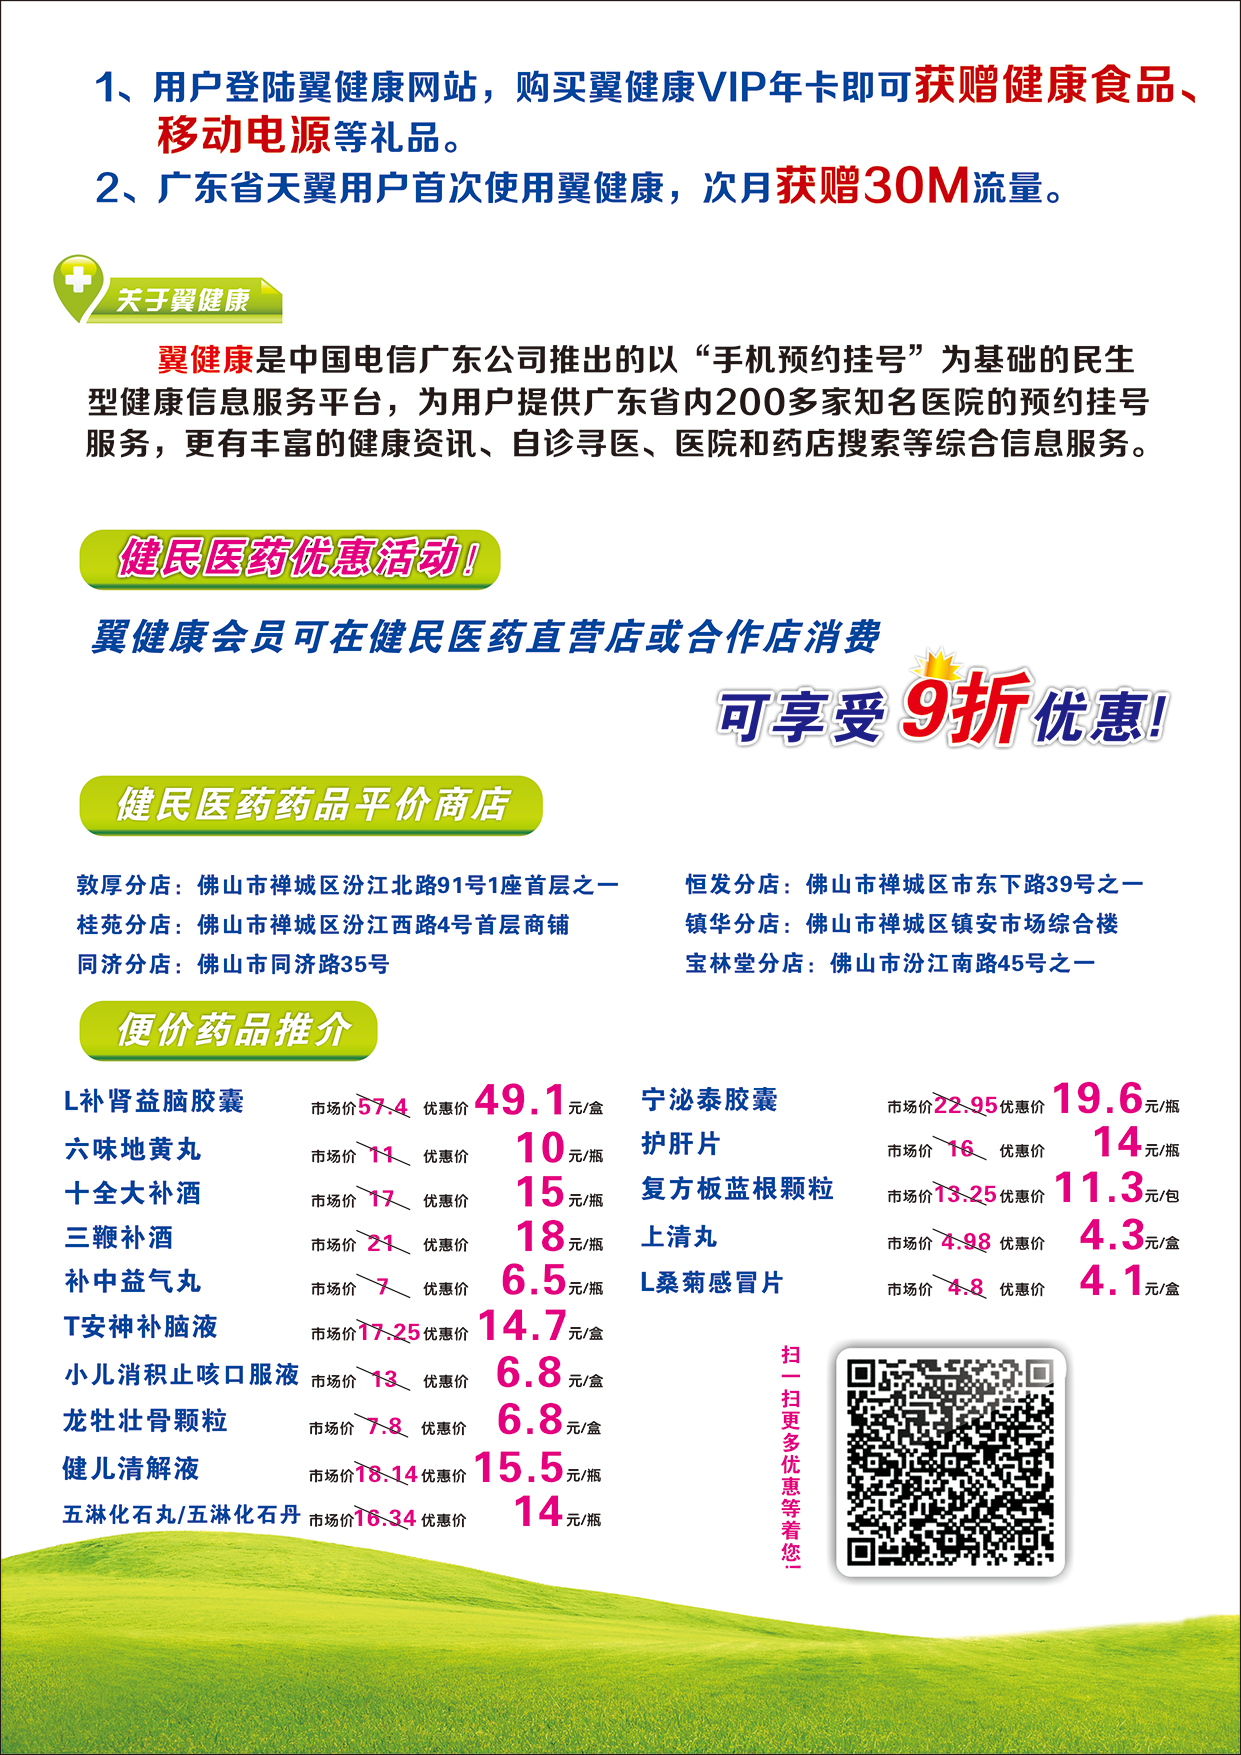 1、用户登陆翼健康网站，购买翼健康VIP年卡即可获赠健康食品、
移动电源等礼品。
2、广东省天翼用户首次使用翼健康，次月获赠30M流量。
关于翼健康
翼健康是中国电信广东公司推出的以“手机预约挂号”为基础的民生
型健康信息服务平台，为用户提供广东省内200多家知名医院的预约挂号
服务，更有丰富的健康资讯、自诊寻医、医院和药店搜索等综合信息服务。
健民医药优惠活动！
翼健康会员可在健民医药直营店或合作店消费
可享受9折优惠！
健民医药药品平价商店
敦厚分店：佛山市禅城区汾江北路91号1座首层之一
桂苑分店：佛山市禅城区汾江西路4号首层商铺
同济分店：佛山市同济路35号
恒发分店：佛山市禅城区市东下路39号之一
镇华分店：佛山市禅城区镇安市场综合楼
宝林堂分店：佛山市汾江南路45号之一
便价药品推介
L补肾益脑胶囊 市场价57.4 优惠价49.1元/盒
六味地黄丸 市场价11 优惠价10元/瓶
十全大补酒 市场价17 优惠价15元/瓶
三鞭补酒 市场价21 优惠价18元/瓶
补中益气丸 市场价7 优惠价6.5元/瓶
T安神补脑液 市场价17.25优惠价14.7元/盒
小儿消积止咳口服液 市场价13 优惠价6.8元/盒
龙牡壮骨颗粒 市场价7.8 优惠价6.8元/盒
健儿清解液 市场价18.14优惠价15.5元/瓶
五淋化石丸/五淋化石丹 市场价16.34优惠价14元/瓶
宁泌泰胶囊 市场价22.95优惠价19.6元/瓶
护肝片 市场价16 优惠价14元/瓶
复方板蓝根颗粒 市场价13.25优惠价11.3元/包
上清丸 市场价4.98 优惠价4.3元/盒
L桑菊感冒片 市场价4.8 优惠价4.1元/盒
扫一扫更多优惠等着您！